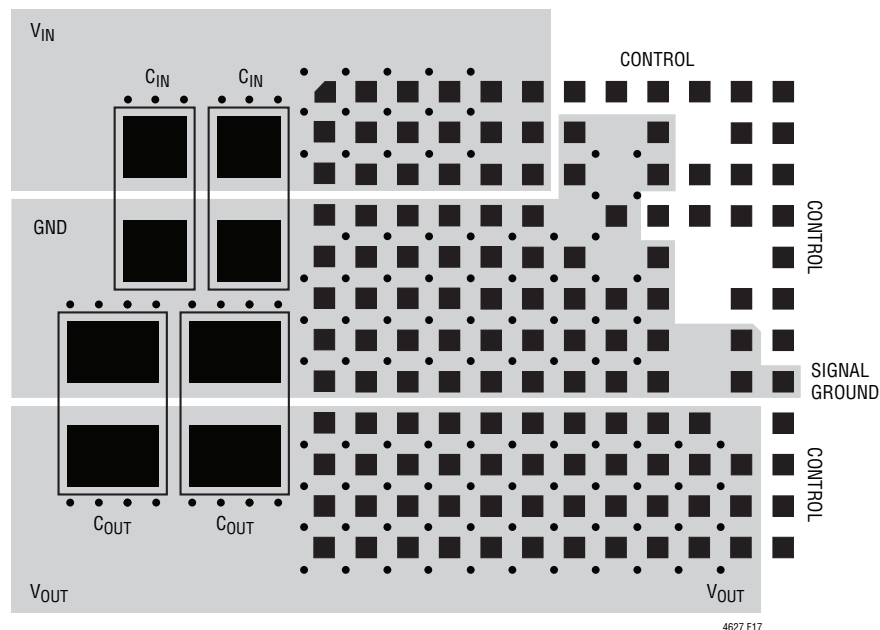 VIN
CIN
CIN
CONTROL
GND
CONTROL
SIGNAL
GROUND
CONTROL
COUT
COUT
VOUT
VOUT
4627 F17